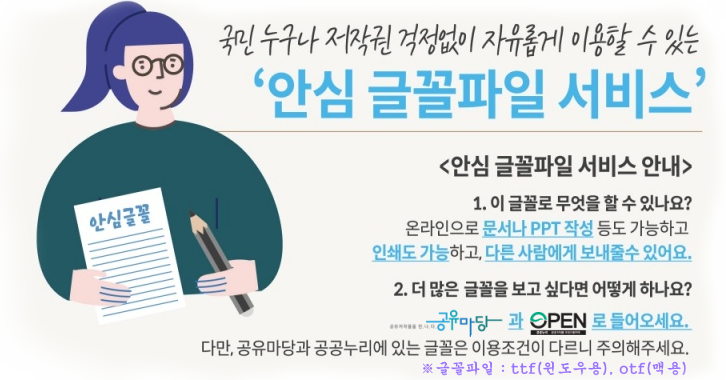 국민 누구나 저작권 걱정없이 자유롭게 이용할 수 있는
‘안심 글꼴파일 서비스’
안심글꼴
<안심 글꼴파일 서비스 안내>
1. 이 글꼴로 무엇을 할 수 있나요?
온라인으로 문서나 PPT 작성 등도 가능하고
인쇄도 가능하고, 다른 사람에게 보내줄수 있어요.
2. 더 많은 글꼴을 보고 싶다면 어떻게 하나요?
공유마당 과 OPEN 로 들어오세요.
다만, 공유마당과 공공누리에 있는 글꼴은 이용조건이 다르니 주의해주세요.
※글꼴파일 : ttf(윈도우용), otf(맥용)